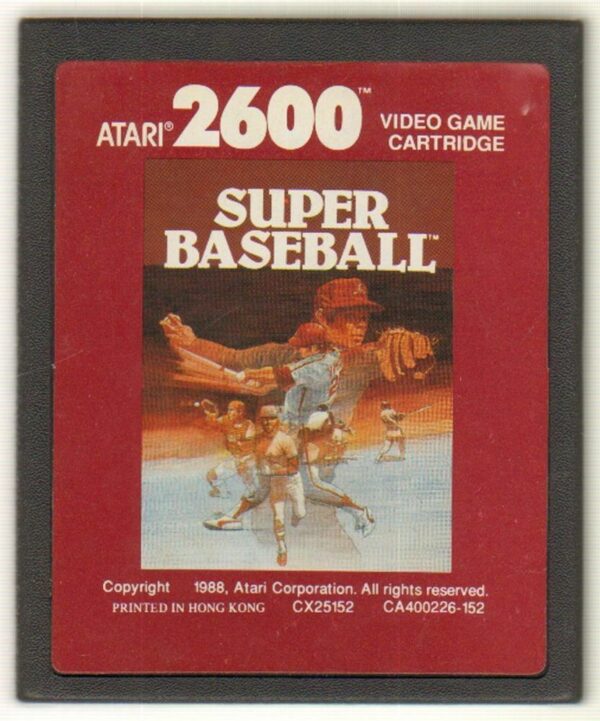 ATARI® 2600™ VIDEO GAME
CARTRIDGE
SUPER
BASEBALL™
Copyright 1988, Atari Corporation. All rights reserved.
PRINTED IN HONG KONG CX25152 CA400226-152